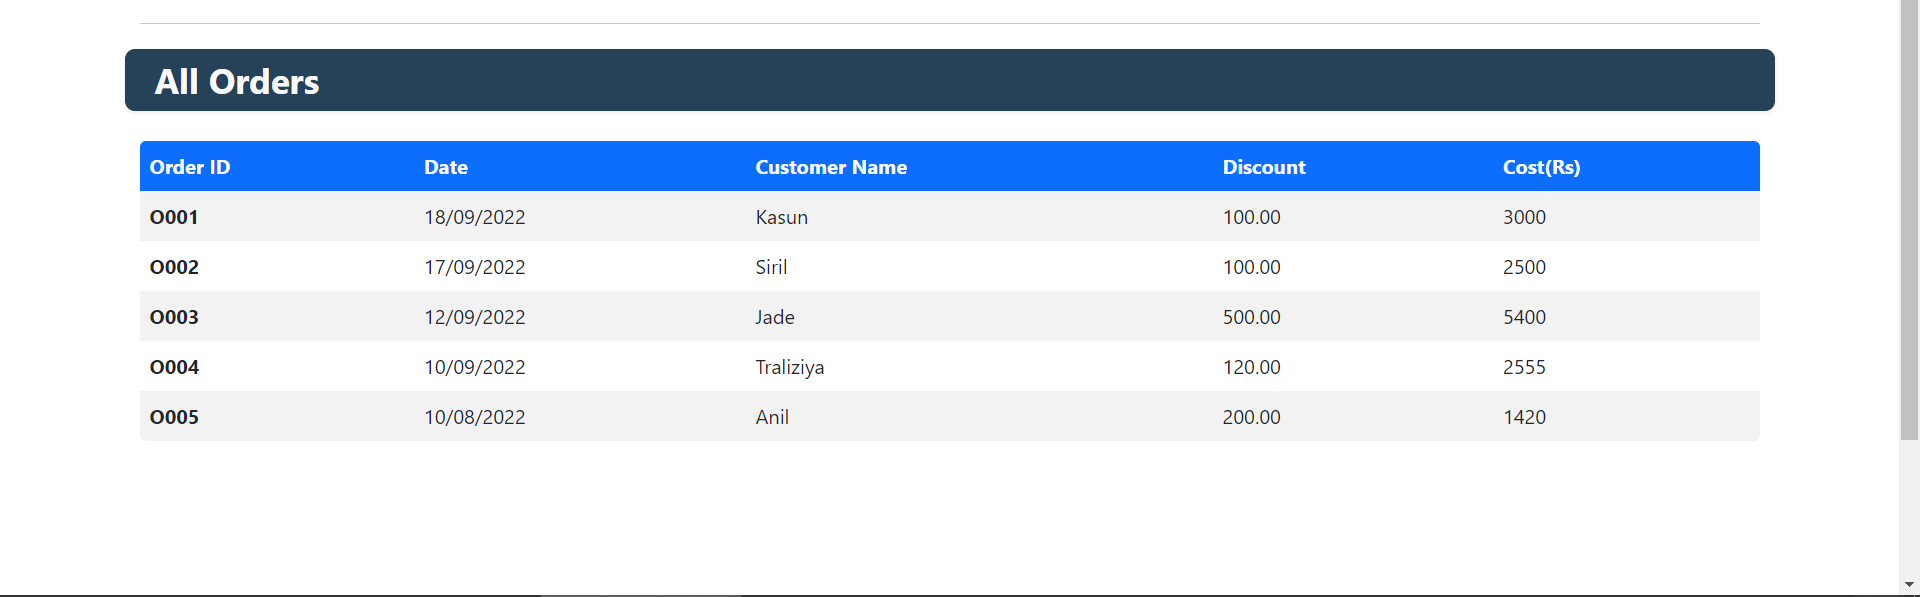 All Orders
Order ID Date Customer Name Discount Cost(Rs)
O001 18/09/2022 Kasun 100.00 3000
O002 17/09/2022 Siril 100.00 2500
O003 12/09/2022 Jade 500.00 5400
O004 10/09/2022 Traliziya 120.00 2555
O005 10/08/2022 Anil 200.00 1420